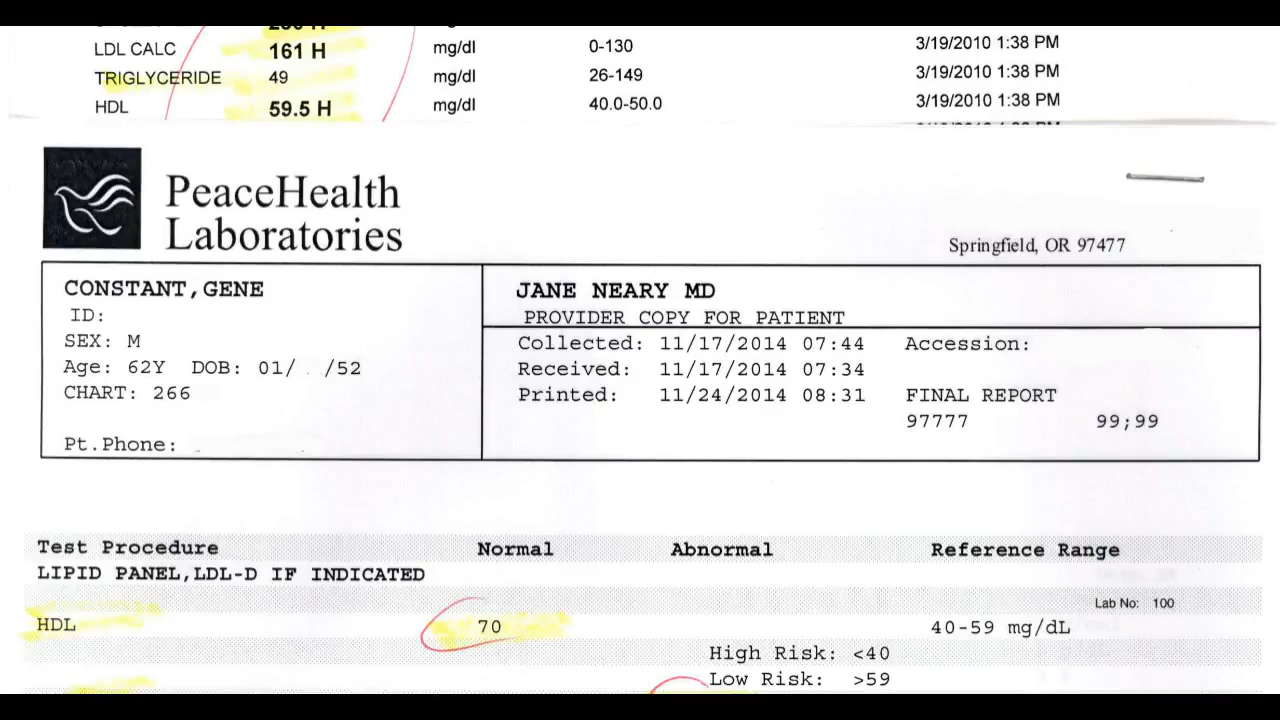 LDL CALC 161 H mg/dl 0-130 3/19/2010 1:38 PM
TRIGLYCERIDE 49 mg/dl 26-149 3/19/2010 1:38 PM
HDL 59.5 H mg/dl 40.0-50.0 3/19/2010 1:38 PM
PeaceHealth
Laboratories
Springfield, OR 97477
CONSTANT,GENE
ID:
SEX: M
Age: 62Y DOB: 01/ /52
CHART: 266
Pt.Phone:
JANE NEARY MD
PROVIDER COPY FOR PATIENT
Collected: 11/17/2014 07:44 Accession:
Received: 11/17/2014 07:34
Printed: 11/24/2014 08:31 FINAL REPORT
97777 99;99
Test Procedure Normal Abnormal Reference Range
LIPID PANEL,LDL-D IF INDICATED
Lab No: 100
HDL 70 40-59 mg/dL
High Risk: <40
Low Risk: >59